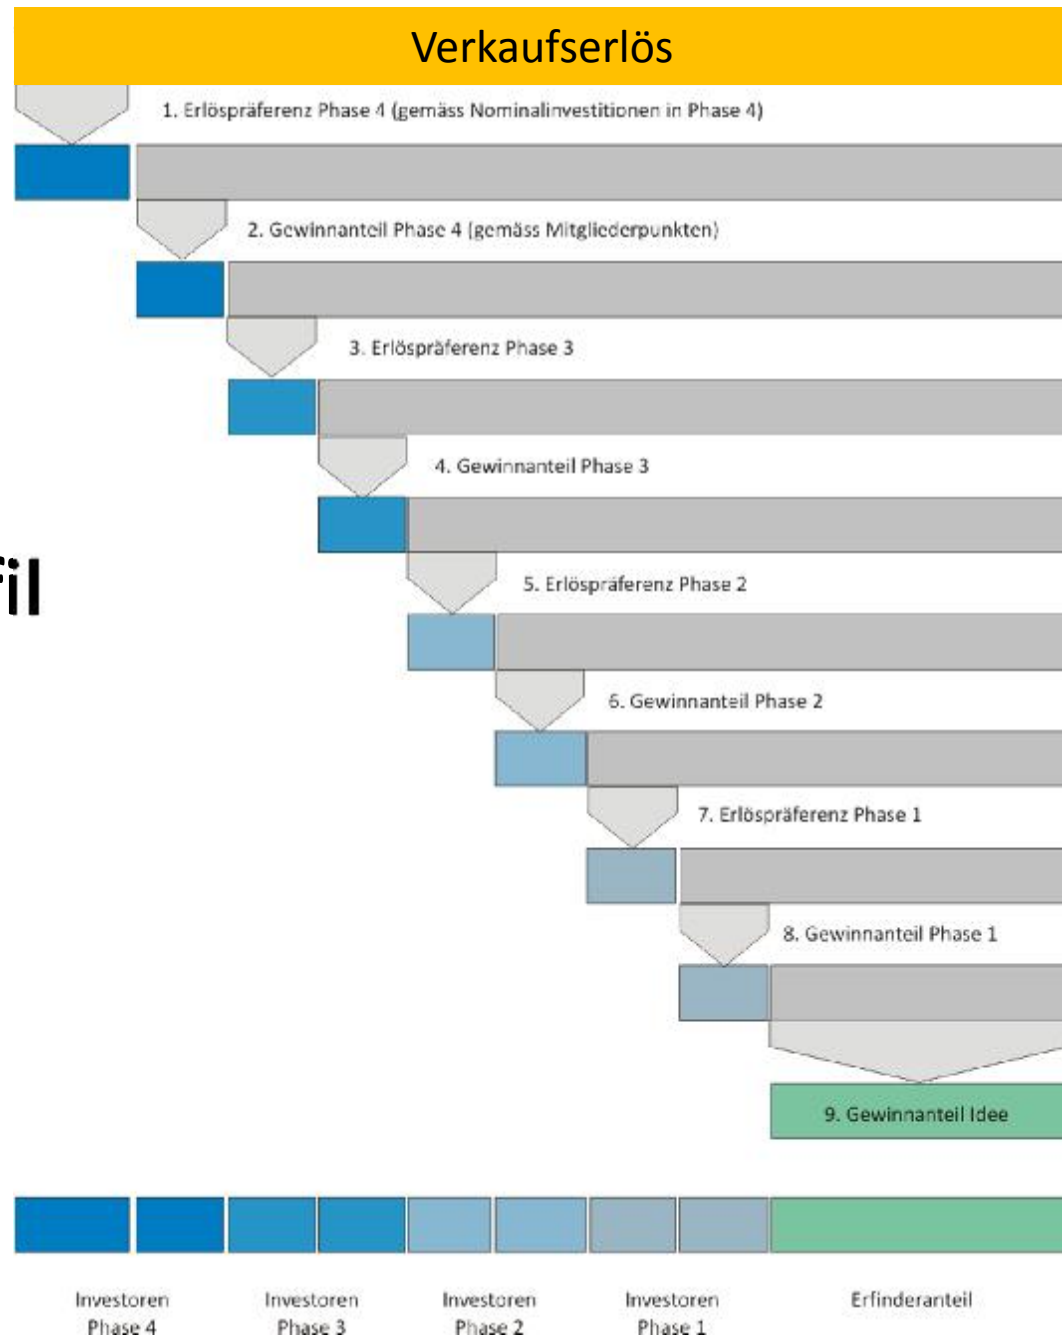 Verkaufserlös
1. Erlöspräferenz Phase 4 (gemäss Nominalinvestitionen in Phase 4)
2. Gewinnanteil Phase 4 (gemäss Mitgliederpunkten)
3. Erlöspräferenz Phase 3
4. Gewinnanteil Phase 3
5. Erlöspräferenz Phase 2
6. Gewinnanteil Phase 2
7. Erlöspräferenz Phase 1
8. Gewinnanteil Phase 1
9. Gewinnanteil Idee
Investoren
Phase 4
Investoren
Phase 3
Investoren
Phase 2
Investoren
Phase 1
Erfinderanteil